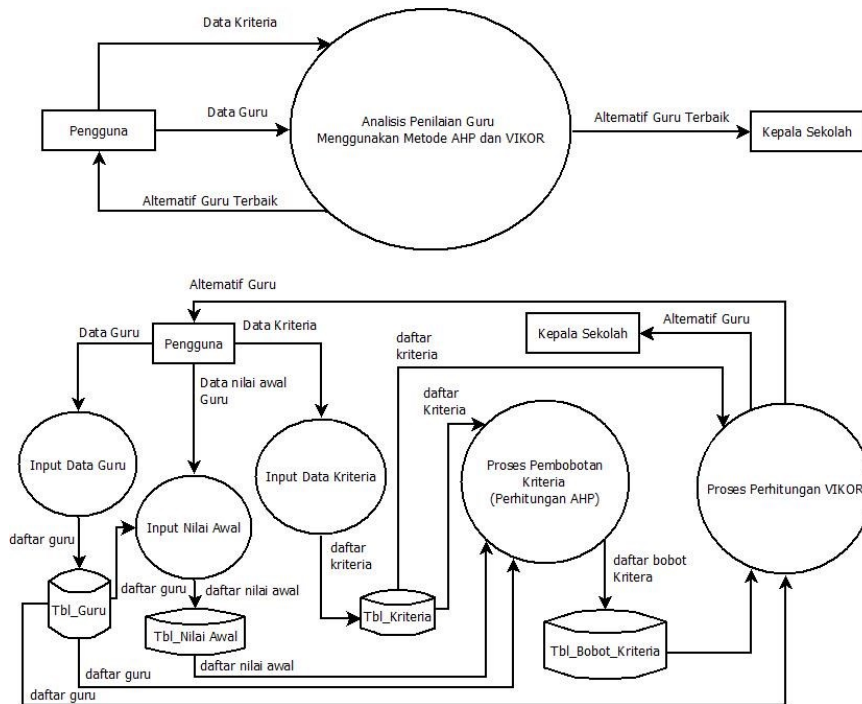 Data Kriteria
Data Guru
Pengguna
Analisis Penilaian Guru
Menggunakan Metode AHP dan VIKOR
Alternatif Guru Terbaik
Kepala Sekolah
Alternatif Guru Terbaik
Alternatif Guru
Data Guru
Pengguna
Data Kriteria
daftar
kriteria
Kepala Sekolah
Alternatif Guru
Data nilai awal
Guru
daftar
Kriteria
Input Data Guru
Input Data Kriteria
Proses Pembobotan
Kriteria
(Perhitungan AHP)
Proses Perhitungan VIKOR
Input Nilai Awal
daftar guru
daftar
kriteria
daftar bobot
Kritera
daftar guru
daftar nilai awal
Tbl_Guru
Tbl_Nilai Awal
Tbl_Kriteria
Tbl_Bobot_Kriteria
daftar nilai awal
daftar guru
daftar guru